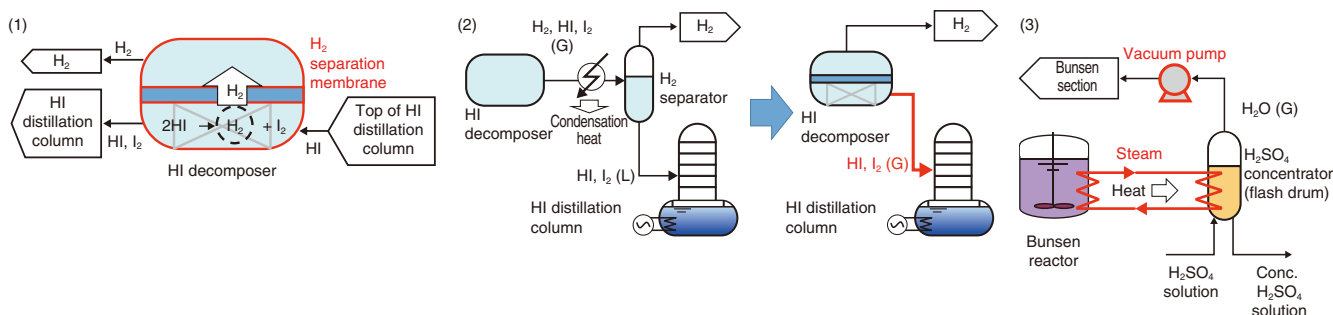 (1)
H₂
H₂
H₂
separation
membrane
H₂
HI
distillation
column
HI, I₂
2HI
H₂
+ I₂
HI
Top of HI
distillation
column
HI decomposer
(2)
H₂, HI, I₂
(G)
H₂
H₂
separator
HI
decomposer
Condensation
heat
HI, I₂ (L)
HI distillation
column
H₂
HI
decomposer
HI, I₂ (G)
HI distillation
column
(3)
Vacuum pump
Bunsen
section
H₂O (G)
Steam
Heat
H₂SO₄
concentrator
(flash drum)
Bunsen
reactor
H₂SO₄
solution
Conc.
H₂SO₄
solution